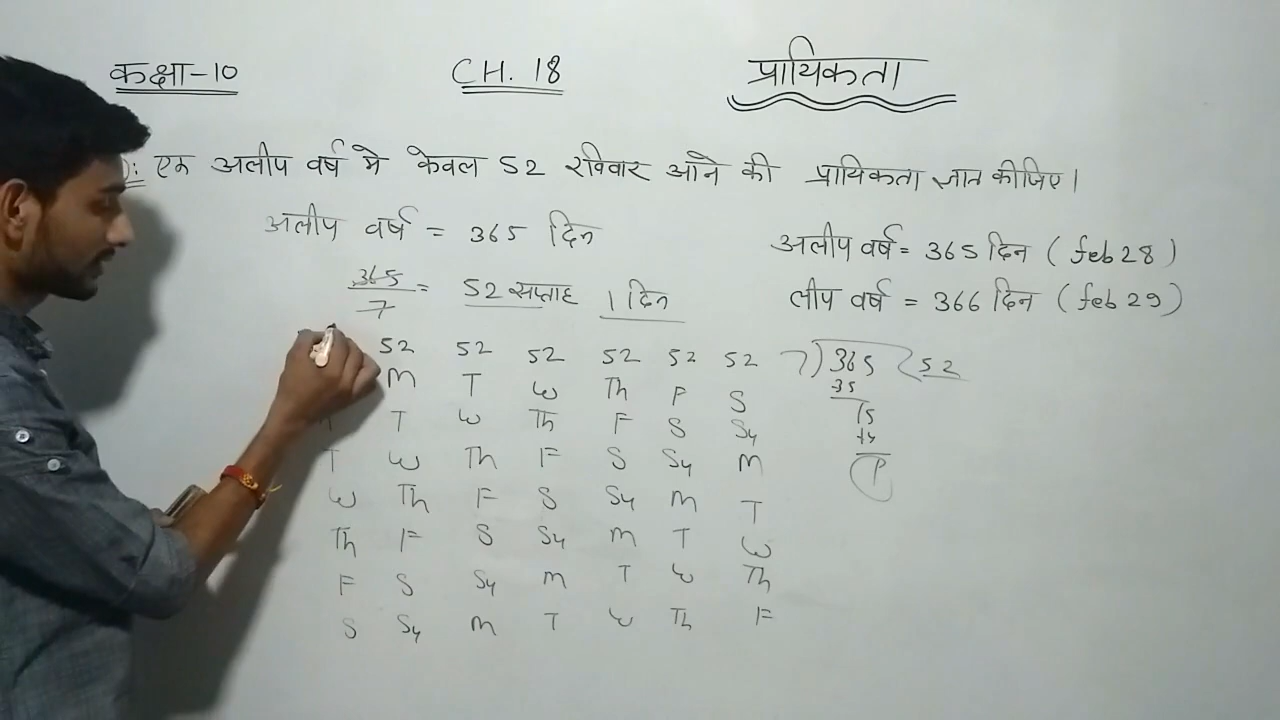 कक्षा-10 CH. 18 प्रायिकता
एक अलीप वर्ष मे केवल 52 रविवार आने की प्रायिकता ज्ञात कीजिए।
अलीप वर्ष = 365 दिन
365/7 = 52 सप्ताह 1 दिन
52 52 52 52 52 52
M T W Th F S
T W Th F S Su
T W Th F S Su M
W Th F S Su M T
Th F S Su M T W
F S Su M T W Th
S Su M T W Th F
अलीप वर्ष = 365 दिन (feb 28)
लीप वर्ष = 366 दिन (feb 29)
7) 365 ( 52
35
15
14
1